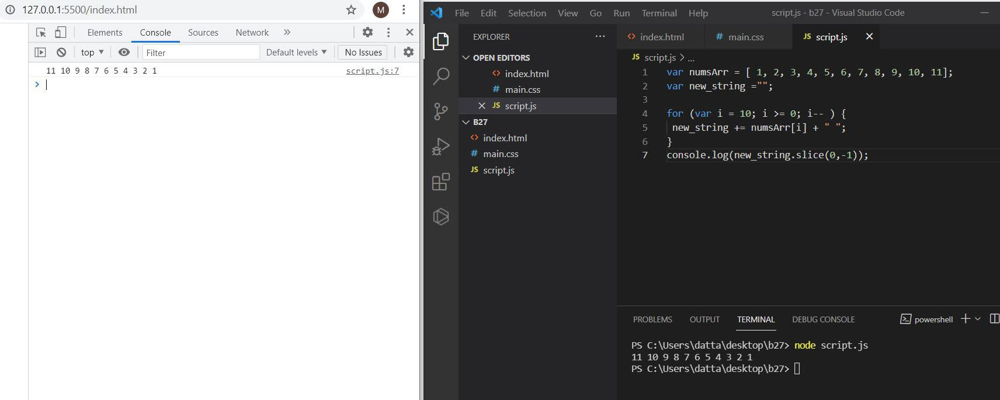 127.0.0.1:5500/index.html
M
Elements Console Sources Network »
top ▼ Filter Default levels ▼ No Issues
11 10 9 8 7 6 5 4 3 2 1 script.js:7
>
File Edit Selection View Go Run Terminal Help script.js - b27 - Visual Studio Code
EXPLORER ...
OPEN EDITORS
<> index.html
# main.css
JS script.js
B27
<> index.html
# main.css
JS script.js
<> index.html # main.css JS script.js
JS script.js > ...
1 var numsArr = [ 1, 2, 3, 4, 5, 6, 7, 8, 9, 10, 11];
2 var new_string ="";
3
4 for (var i = 10; i >= 0; i-- ) {
5 new_string += numsArr[i] + " ";
6 }
7 console.log(new_string.slice(0,-1));
PROBLEMS OUTPUT TERMINAL DEBUG CONSOLE powershell
PS C:\Users\datta\desktop\b27> node script.js
11 10 9 8 7 6 5 4 3 2 1
PS C:\Users\datta\desktop\b27>